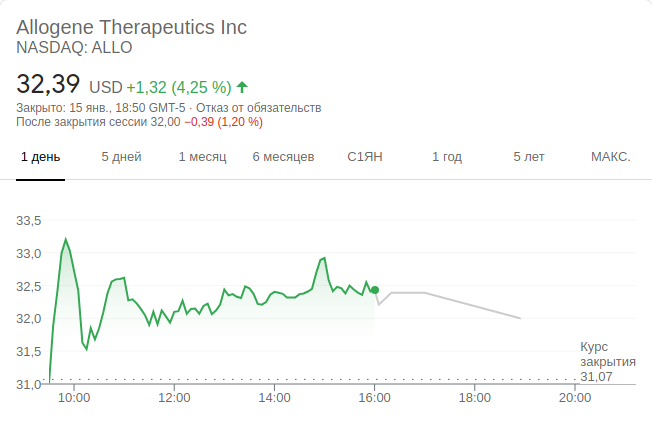 Allogene Therapeutics Inc
NASDAQ: ALLO
32,39 USD +1,32 (4,25 %)
Закрыто: 15 янв., 18:50 GMT-5 · Отказ от обязательств
После закрытия сессии 32,00 −0,39 (1,20 %)
1 день 5 дней 1 месяц 6 месяцев С1ЯН 1 год 5 лет МАКС.
33,5
33,0
32,5
32,0
31,5
31,0
Курс
закрытия
31,07
10:00 12:00 14:00 16:00 18:00 20:00